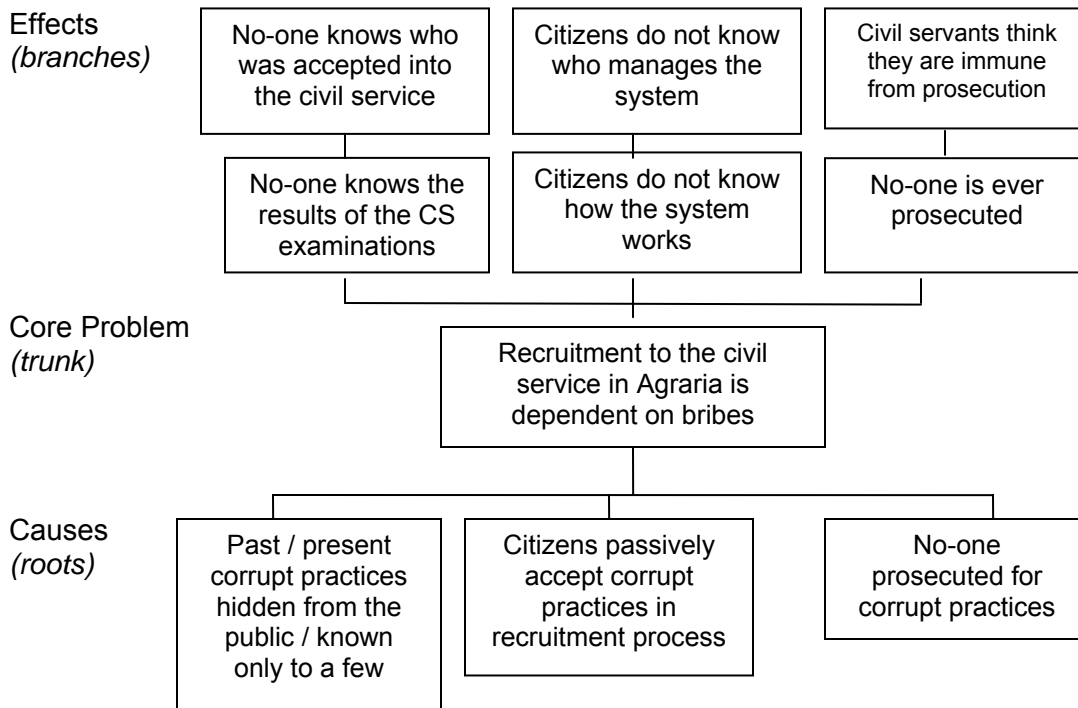 Effects
(branches)
No-one knows who
was accepted into
the civil service
Citizens do not know
who manages the
system
Civil servants think
they are immune
from prosecution
No-one knows the
results of the CS
examinations
Citizens do not know
how the system
works
No-one is ever
prosecuted
Core Problem
(trunk)
Recruitment to the civil
service in Agraria is
dependent on bribes
Causes
(roots)
Past / present
corrupt practices
hidden from the
public / known
only to a few
Citizens passively
accept corrupt
practices in
recruitment process
No-one
prosecuted for
corrupt practices